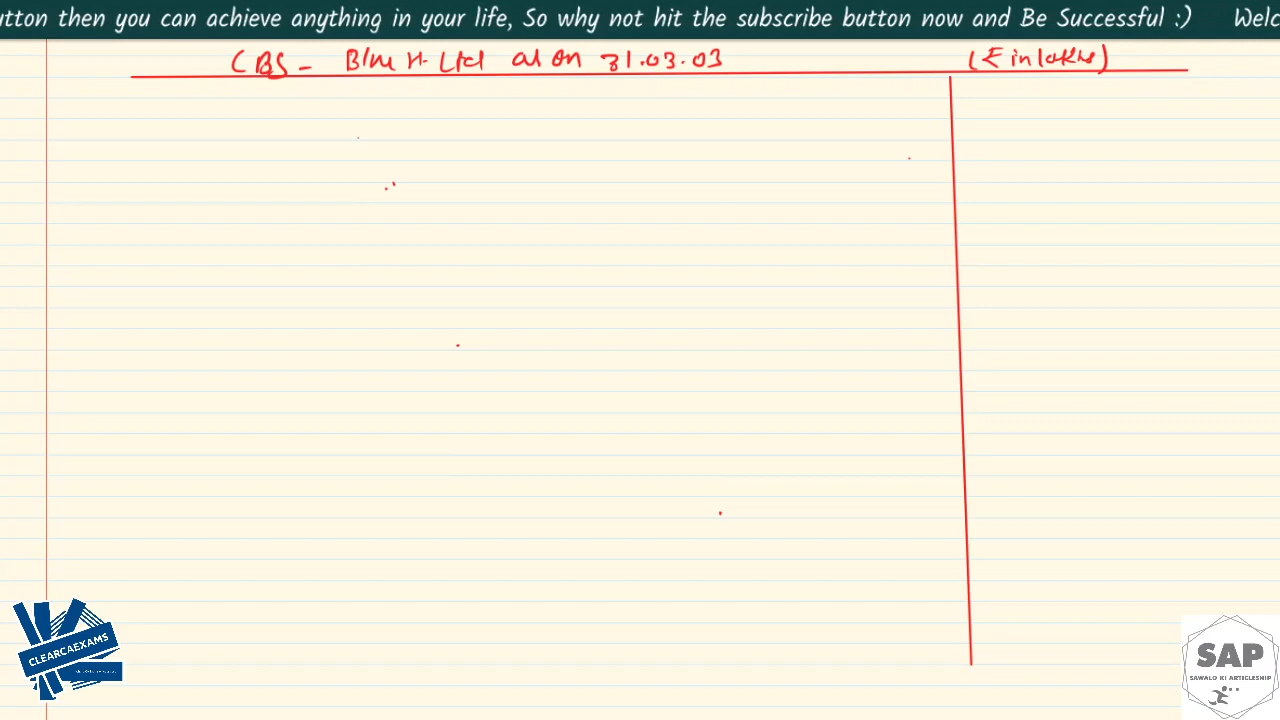 utton then you can achieve anything in your life, So why not hit the subscribe button now and Be Successful :) Welc
CBS - Blue H. Ltd as on 31.03.03 (₹ in lakhs)
CLEARCAEXAMS
SAP
SAWALO KI ARTICLESHIP